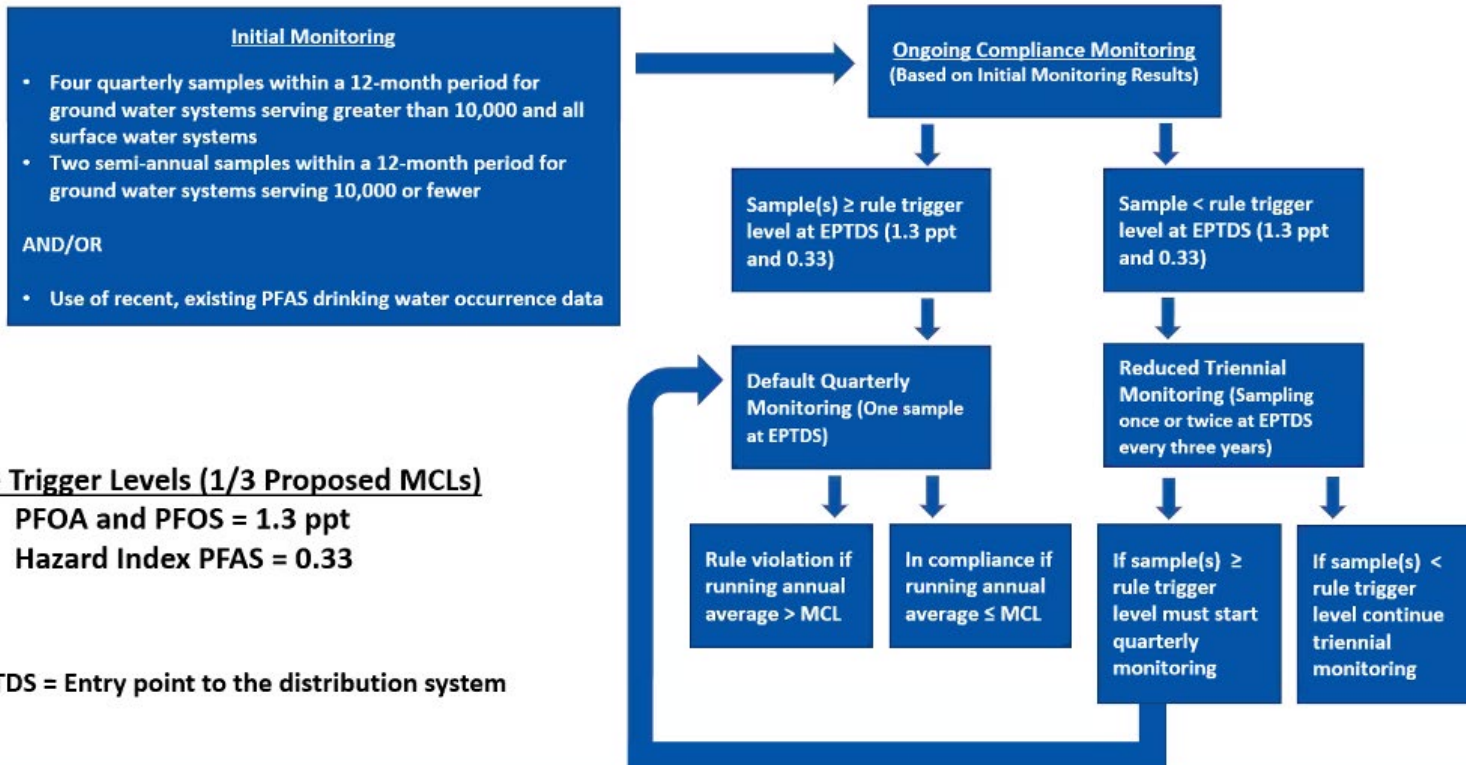 Initial Monitoring
• Four quarterly samples within a 12-month period for
ground water systems serving greater than 10,000 and all
surface water systems
• Two semi-annual samples within a 12-month period for
ground water systems serving 10,000 or fewer
AND/OR
• Use of recent, existing PFAS drinking water occurrence data
Ongoing Compliance Monitoring
(Based on Initial Monitoring Results)
Sample(s) ≥ rule trigger
level at EPTDS (1.3 ppt
and 0.33)
Sample < rule trigger
level at EPTDS (1.3 ppt
and 0.33)
Default Quarterly
Monitoring (One sample
at EPTDS)
Reduced Triennial
Monitoring (Sampling
once or twice at EPTDS
every three years)
Rule violation if
running annual
average > MCL
In compliance if
running annual
average ≤ MCL
If sample(s) ≥
rule trigger
level must start
quarterly
monitoring
If sample(s) <
rule trigger
level continue
triennial
monitoring
Trigger Levels (1/3 Proposed MCLs)
PFOA and PFOS = 1.3 ppt
Hazard Index PFAS = 0.33
TDS = Entry point to the distribution system